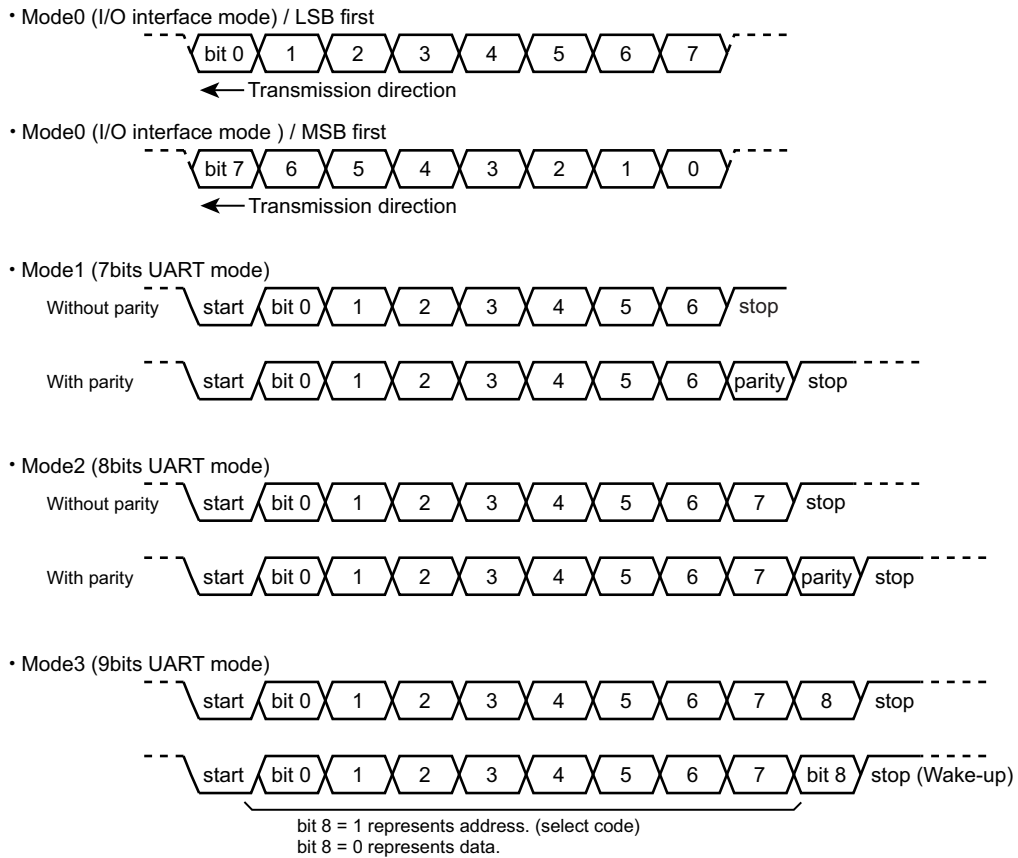 ・Mode0 (I/O interface mode) / LSB first
bit 0 1 2 3 4 5 6 7
Transmission direction
・Mode0 (I/O interface mode ) / MSB first
bit 7 6 5 4 3 2 1 0
Transmission direction
・Mode1 (7bits UART mode)
Without parity start bit 0 1 2 3 4 5 6 stop
With parity start bit 0 1 2 3 4 5 6 parity stop
・Mode2 (8bits UART mode)
Without parity start bit 0 1 2 3 4 5 6 7 stop
With parity start bit 0 1 2 3 4 5 6 7 parity stop
・Mode3 (9bits UART mode)
start bit 0 1 2 3 4 5 6 7 8 stop
start bit 0 1 2 3 4 5 6 7 bit 8 stop (Wake-up)
bit 8 = 1 represents address. (select code)
bit 8 = 0 represents data.